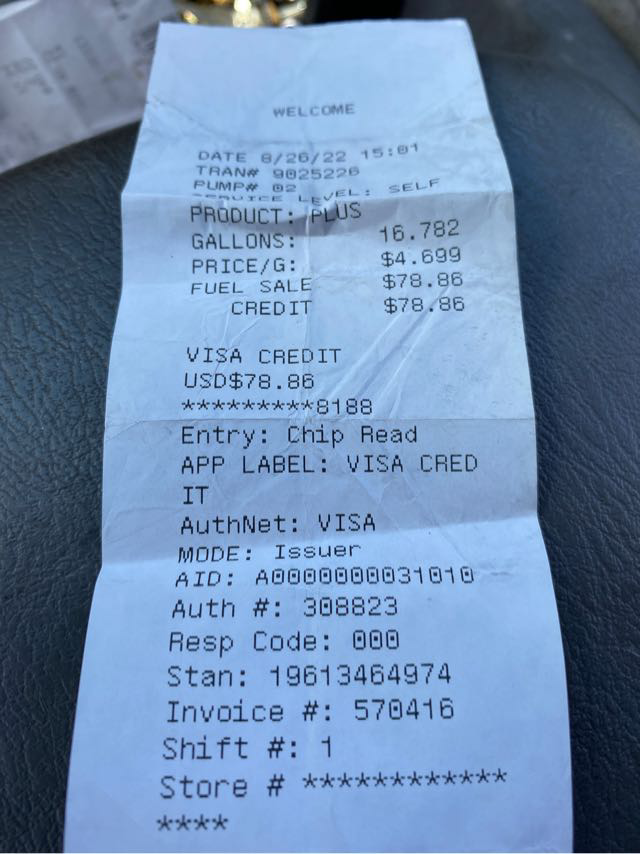 WELCOME
DATE 8/26/22 15:01
TRAN# 9025226
PUMP# 02
SERVICE LEVEL: SELF
PRODUCT: PLUS
GALLONS: 16.782
PRICE/G: $4.699
FUEL SALE $78.86
CREDIT $78.86
VISA CREDIT
USD$78.86
*********8188
Entry: Chip Read
APP LABEL: VISA CRED
IT
AuthNet: VISA
MODE: Issuer
AID: A0000000031010
Auth #: 308823
Resp Code: 000
Stan: 19613464974
Invoice #: 570416
Shift #: 1
Store # ************
****